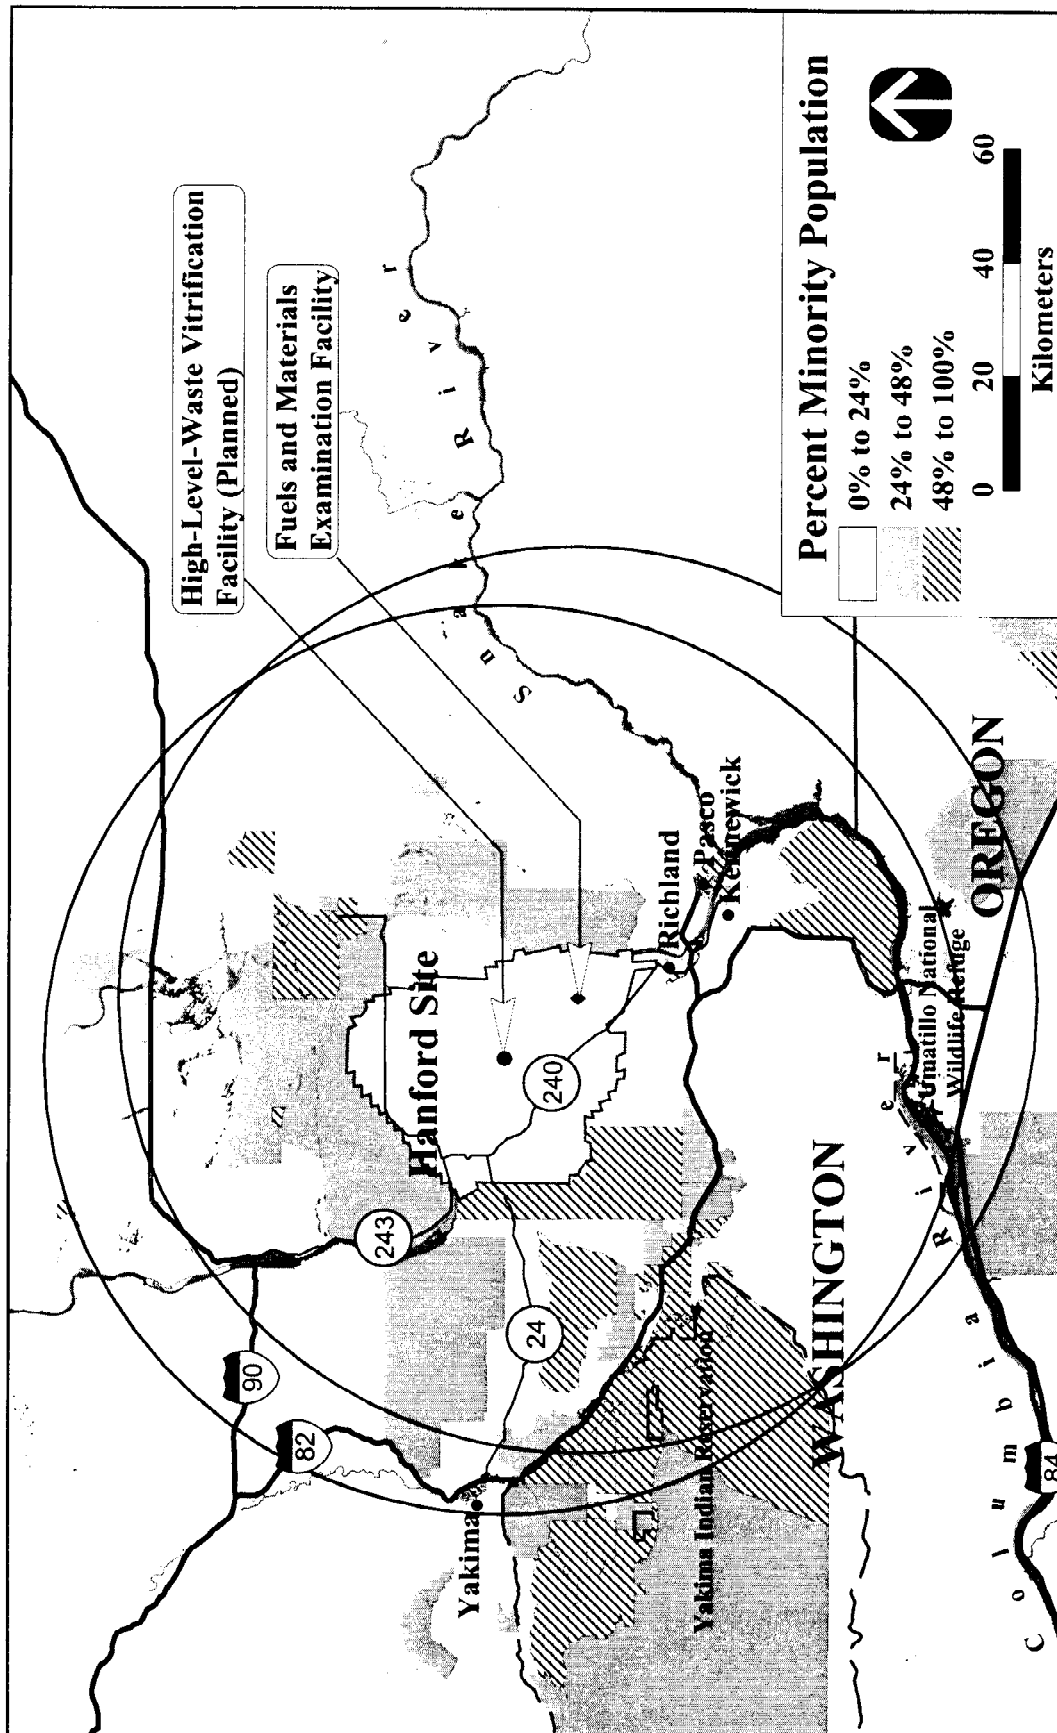 High-Level-Waste Vitrification
Facility (Planned)
Fuels and Materials
Examination Facility
Snake River
90
82
243
24
240
Yakima
Hanford Site
Richland
Pasco
Kennewick
Yakima Indian Reservation
WASHINGTON
Umatillo National
Wildlife Refuge
OREGON
Columbia River
84
Percent Minority Population
0% to 24%
24% to 48%
48% to 100%
0 20 40 60
Kilometers